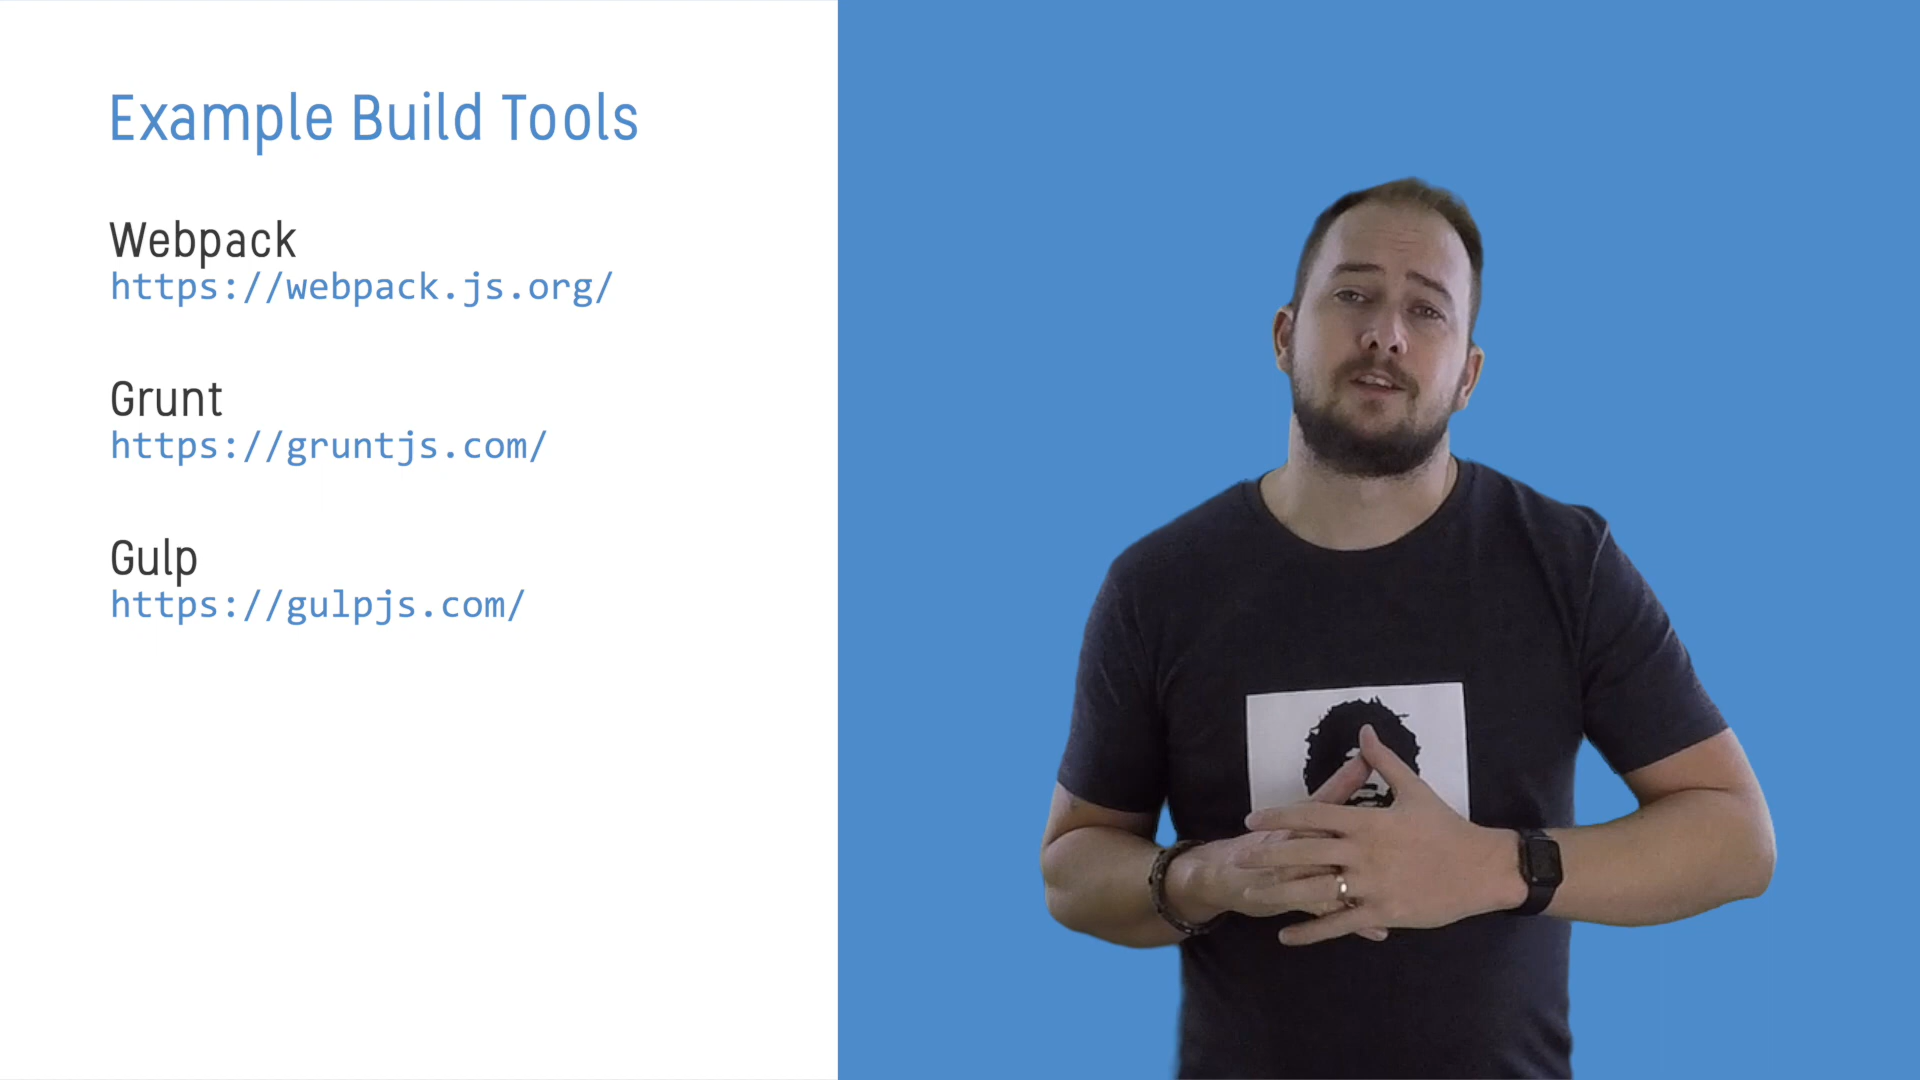 Example Build Tools
Webpack
https://webpack.js.org/
Grunt
https://gruntjs.com/
Gulp
https://gulpjs.com/